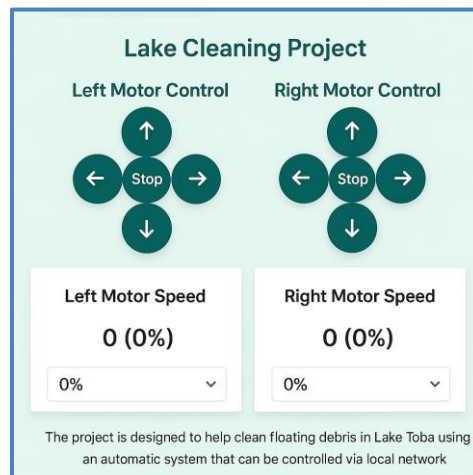 Lake Cleaning Project
Left Motor Control Right Motor Control
↑ ↑
← Stop → ← Stop →
↓ ↓
Left Motor Speed Right Motor Speed
0 (0%) 0 (0%)
0% 0%
The project is designed to help clean floating debris in Lake Toba using
an automatic system that can be controlled via local network